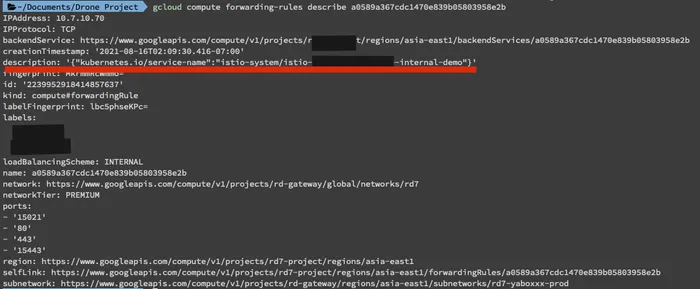 ~/Documents/Drone Project gcloud compute forwarding-rules describe a0589a367cdc1470e839b05803958e2b
IPAddress: 10.7.10.70
IPProtocol: TCP
backendService: https://www.googleapis.com/compute/v1/projects/r t/regions/asia-east1/backendServices/a0589a367cdc1470e839b05803958e2b
creationTimestamp: '2021-08-16T02:09:30.416-07:00'
description: '{"kubernetes.io/service-name":"istio-system/istio- -internal-demo"}'
fingerprint:
id: '2239952918414857637'
kind: compute#forwardingRule
labelFingerprint: lbc5phseKPc=
labels:
loadBalancingScheme: INTERNAL
name: a0589a367cdc1470e839b05803958e2b
network: https://www.googleapis.com/compute/v1/projects/rd-gateway/global/networks/rd7
networkTier: PREMIUM
ports:
- '15021'
- '80'
- '443'
- '15443'
region: https://www.googleapis.com/compute/v1/projects/rd7-project/regions/asia-east1
selfLink: https://www.googleapis.com/compute/v1/projects/rd7-project/regions/asia-east1/forwardingRules/a0589a367cdc1470e839b05803958e2b
subnetwork: https://www.googleapis.com/compute/v1/projects/rd-gateway/regions/asia-east1/subnetworks/rd7-yaboxxx-prod